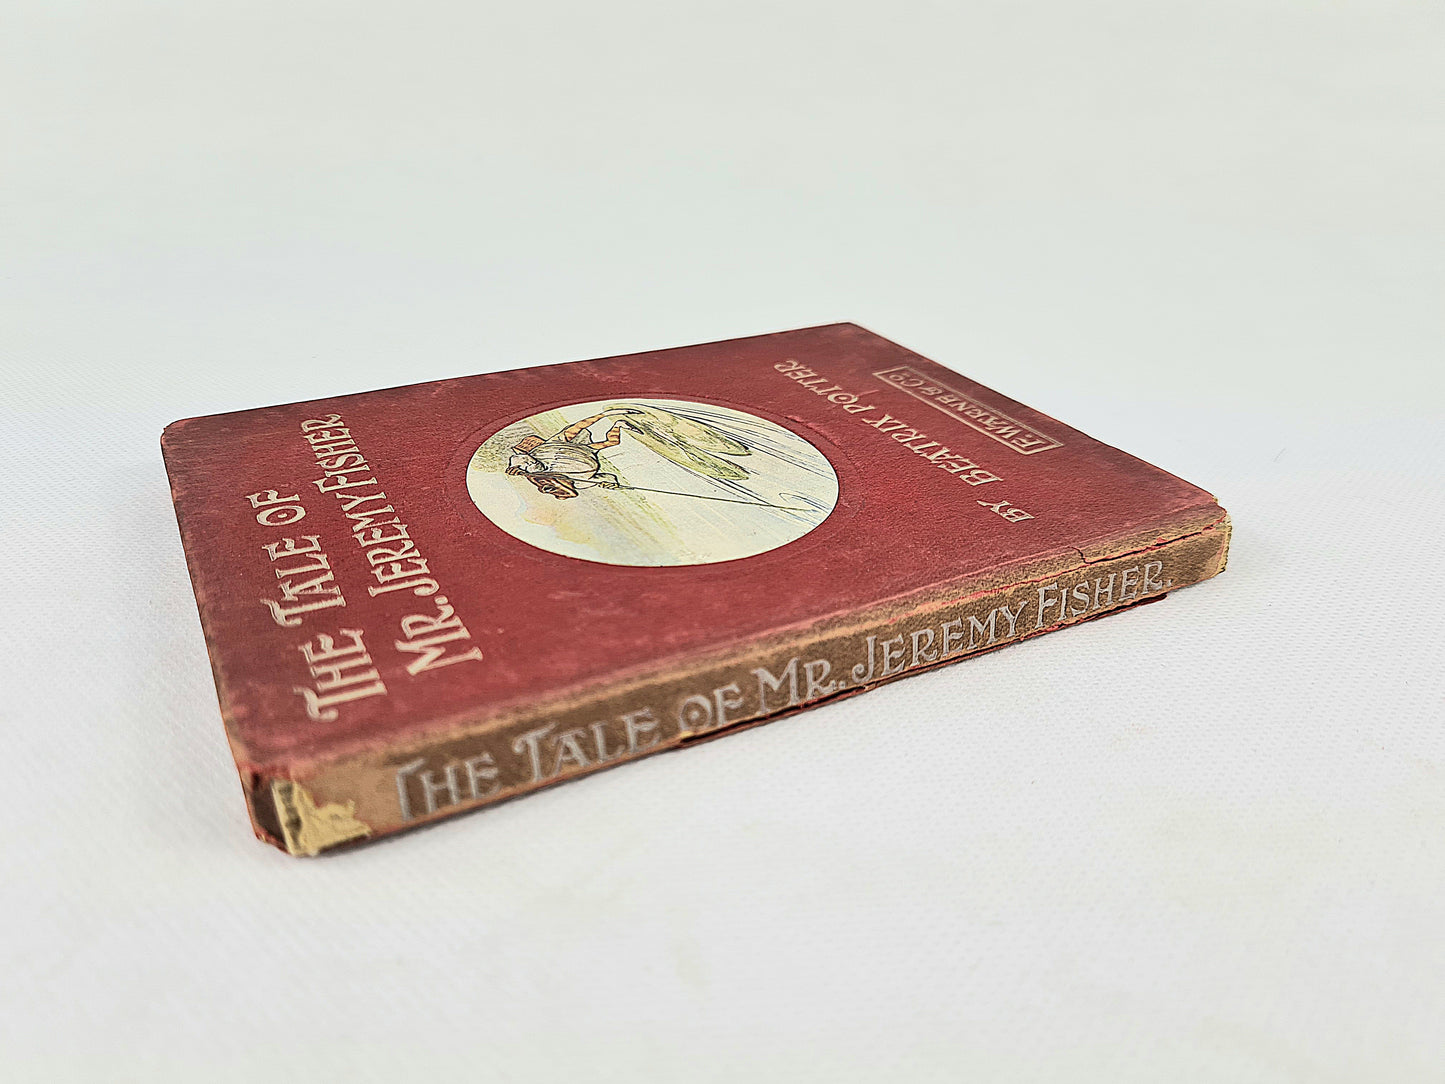 THE TALE OF
MR. JEREMY FISHER.
BY BEATRIX POTTER.
F. WARNE & CO
THE TALE OF MR. JEREMY FISHER.